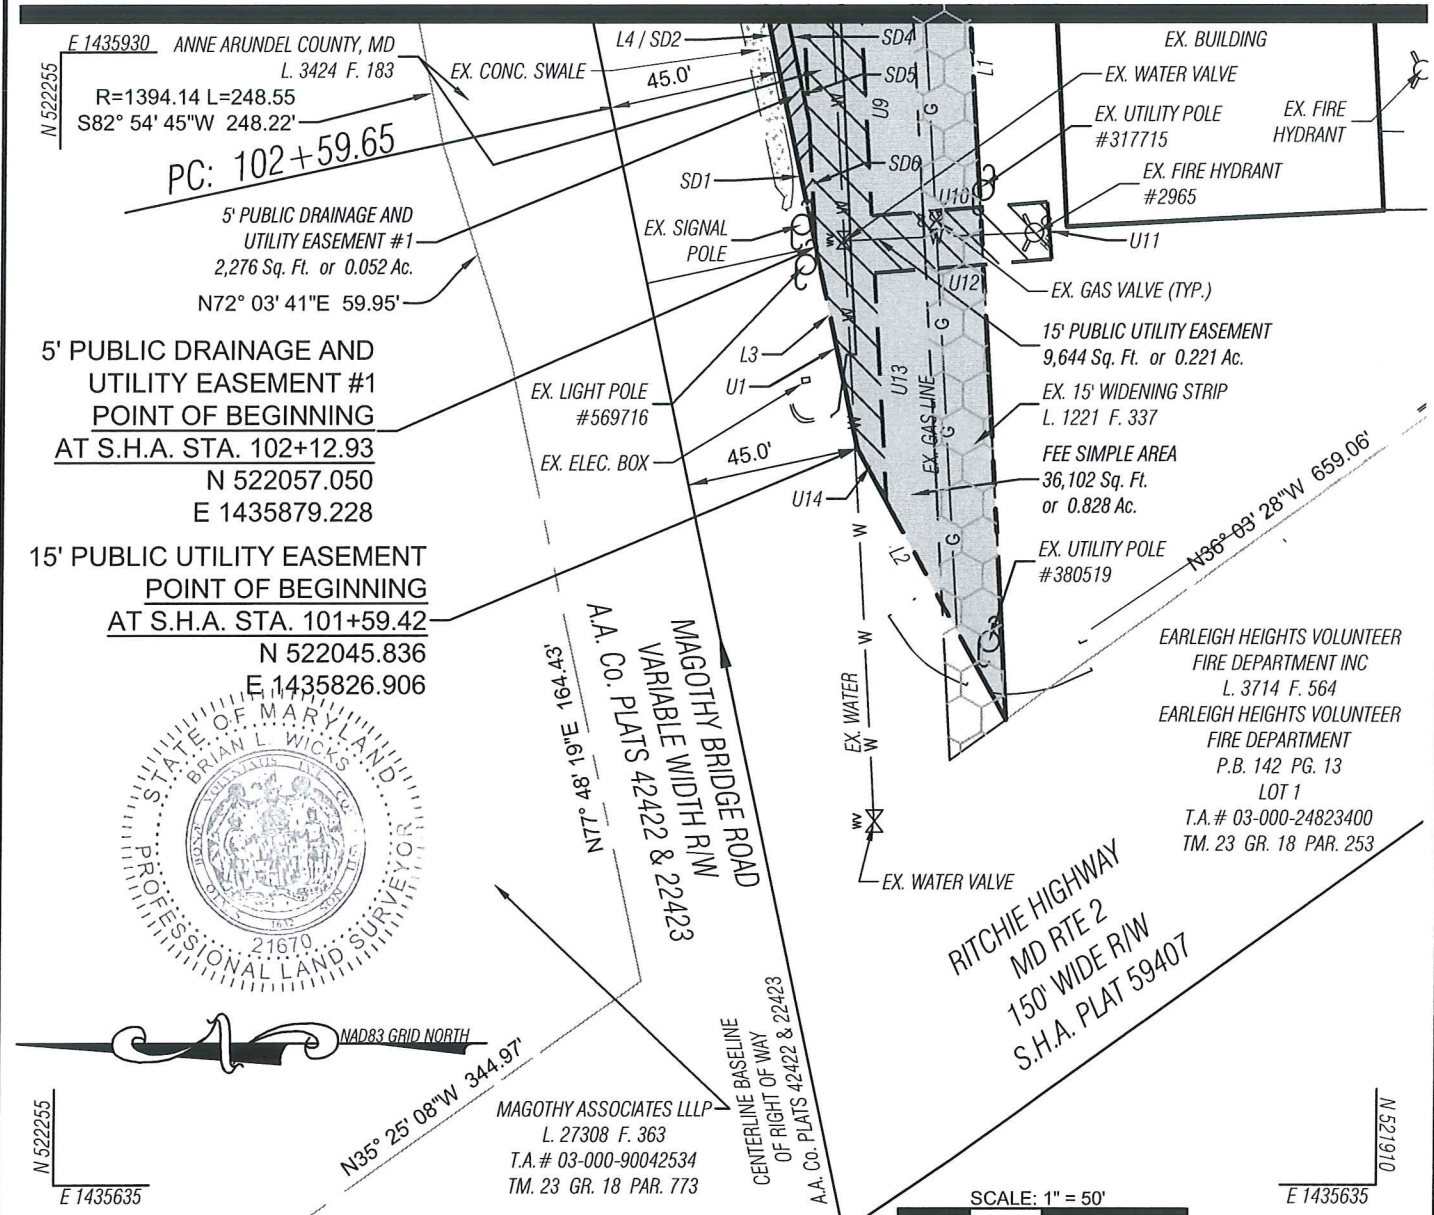 E 1435930
N 522255
ANNE ARUNDEL COUNTY, MD
L. 3424 F. 183
R=1394.14 L=248.55
S82° 54' 45"W 248.22'
PC: 102+59.65
5' PUBLIC DRAINAGE AND
UTILITY EASEMENT #1
2,276 Sq. Ft. or 0.052 Ac.
N72° 03' 41"E 59.95'
5' PUBLIC DRAINAGE AND
UTILITY EASEMENT #1
POINT OF BEGINNING
AT S.H.A. STA. 102+12.93
N 522057.050
E 1435879.228
15' PUBLIC UTILITY EASEMENT
POINT OF BEGINNING
AT S.H.A. STA. 101+59.42
N 522045.836
E 1435826.906
STATE OF MARYLAND
BRIAN L. WICKS
1632
21670
PROFESSIONAL LAND SURVEYOR
NAD83 GRID NORTH
N 522255
E 1435635
L4 / SD2
EX. CONC. SWALE
45.0'
SD4
SD5
SD6
SD1
EX. SIGNAL
POLE
L3
U1
EX. LIGHT POLE
#569716
EX. ELEC. BOX
45.0'
U14
U9
U10
U11
U12
U13
L1
L2
G
G
G
G
G
W
W
W
W
W
W
W
W
WV
EX. GAS LINE
EX. WATER
WV
EX. WATER VALVE
EX. BUILDING
EX. WATER VALVE
EX. UTILITY POLE
#317715
EX. FIRE
HYDRANT
EX. FIRE HYDRANT
#2965
EX. GAS VALVE (TYP.)
15' PUBLIC UTILITY EASEMENT
9,644 Sq. Ft. or 0.221 Ac.
EX. 15' WIDENING STRIP
L. 1221 F. 337
FEE SIMPLE AREA
36,102 Sq. Ft.
or 0.828 Ac.
EX. UTILITY POLE
#380519
N36° 03' 28"W 659.06'
EARLEIGH HEIGHTS VOLUNTEER
FIRE DEPARTMENT INC
L. 3714 F. 564
EARLEIGH HEIGHTS VOLUNTEER
FIRE DEPARTMENT
P.B. 142 PG. 13
LOT 1
T.A.# 03-000-24823400
TM. 23 GR. 18 PAR. 253
N77° 48' 19"E 164.43'
MAGOTHY BRIDGE ROAD
VARIABLE WIDTH R/W
A.A. Co. PLATS 42422 & 22423
RITCHIE HIGHWAY
MD RTE 2
150' WIDE R/W
S.H.A. PLAT 59407
N35° 25' 08"W 344.97'
MAGOTHY ASSOCIATES LLLP
L. 27308 F. 363
T.A.# 03-000-90042534
TM. 23 GR. 18 PAR. 773
CENTERLINE BASELINE
OF RIGHT OF WAY
A.A. Co. PLATS 42422 & 22423
SCALE: 1" = 50'
N 521910
E 1435635